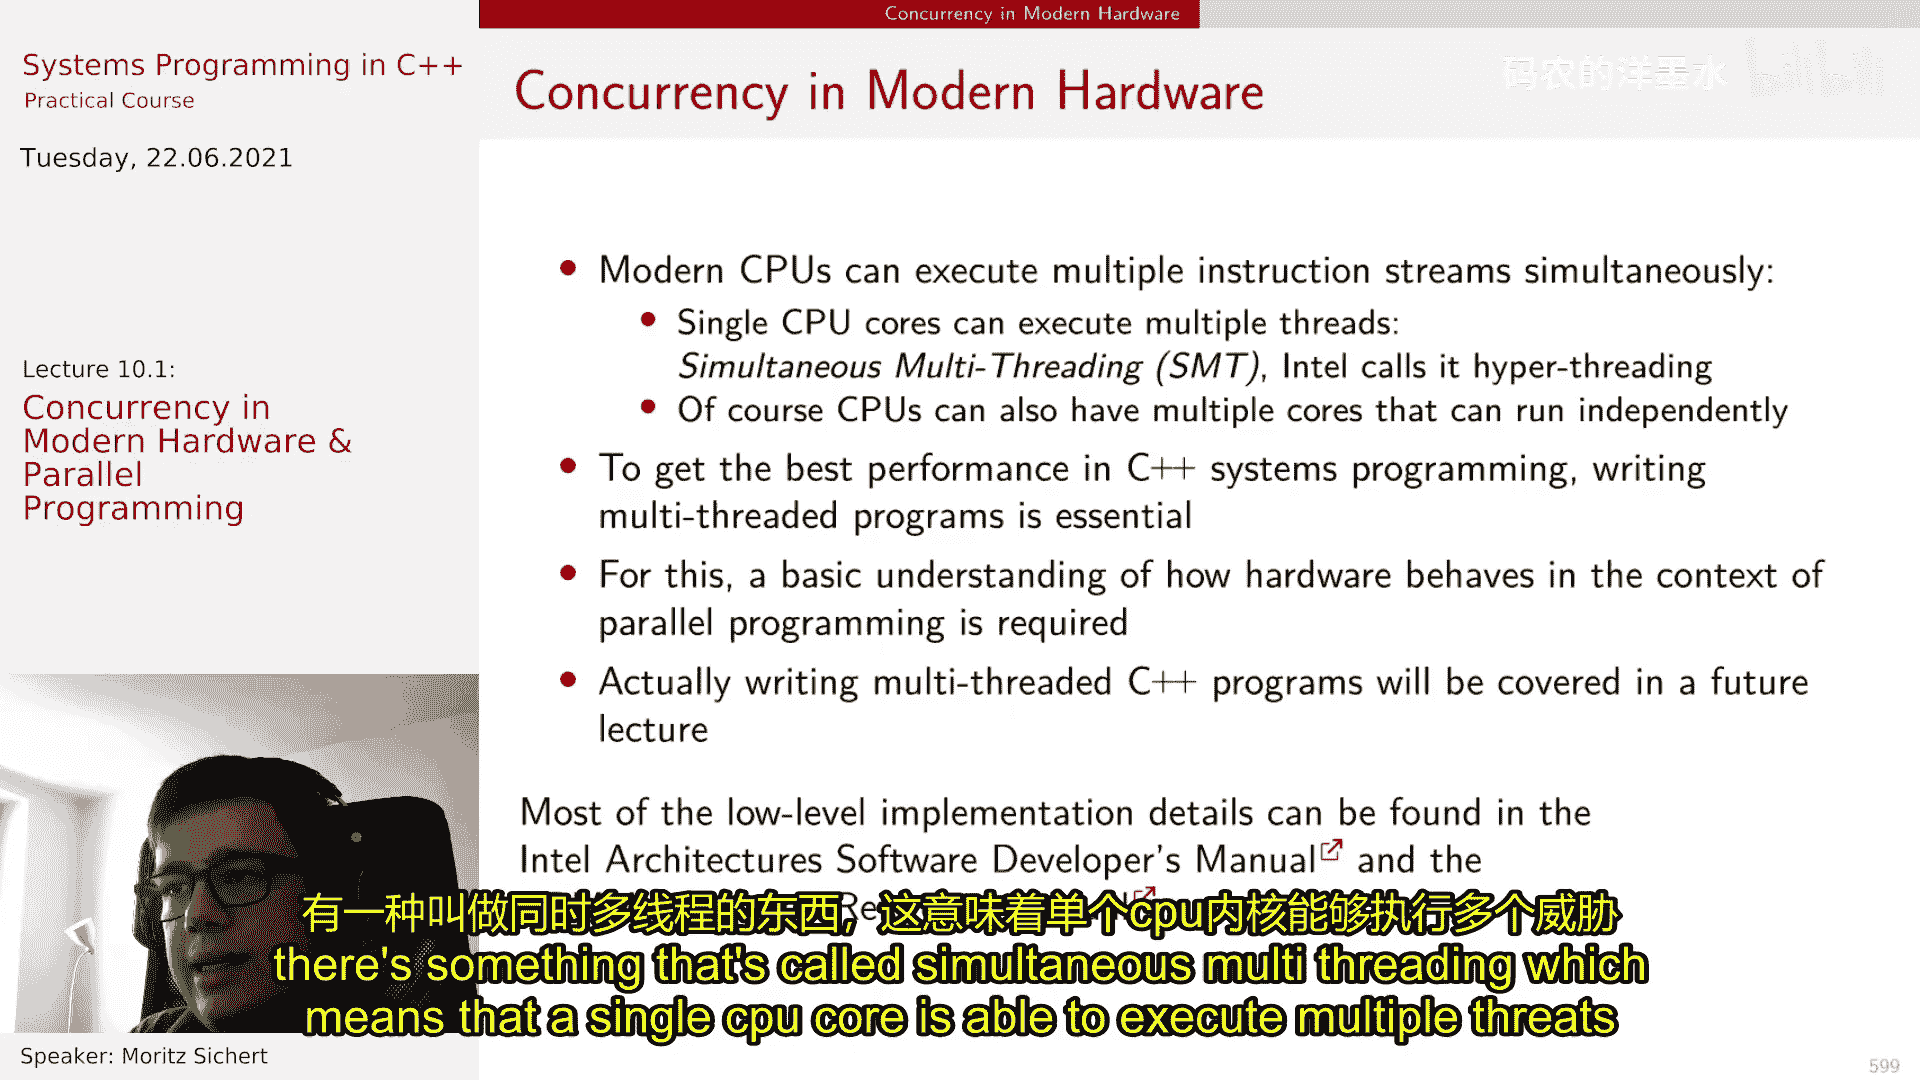 Concurrency in Modern Hardware
Systems Programming in C++
Practical Course
Tuesday, 22.06.2021
Lecture 10.1:
Concurrency in
Modern Hardware &
Parallel
Programming
Concurrency in Modern Hardware
码农的洋墨水
bilibili
• Modern CPUs can execute multiple instruction streams simultaneously:
• Single CPU cores can execute multiple threads:
Simultaneous Multi-Threading (SMT), Intel calls it hyper-threading
• Of course CPUs can also have multiple cores that can run independently
• To get the best performance in C++ systems programming, writing
multi-threaded programs is essential
• For this, a basic understanding of how hardware behaves in the context of
parallel programming is required
• Actually writing multi-threaded C++ programs will be covered in a future
lecture
Most of the low-level implementation details can be found in the
Intel Architectures Software Developer's Manual and the
有一种叫做同时多线程的东西，这意味着单个cpu内核能够执行多个威胁
there's something that's called simultaneous multi threading which
means that a single cpu core is able to execute multiple threats
Speaker: Moritz Sichert
599